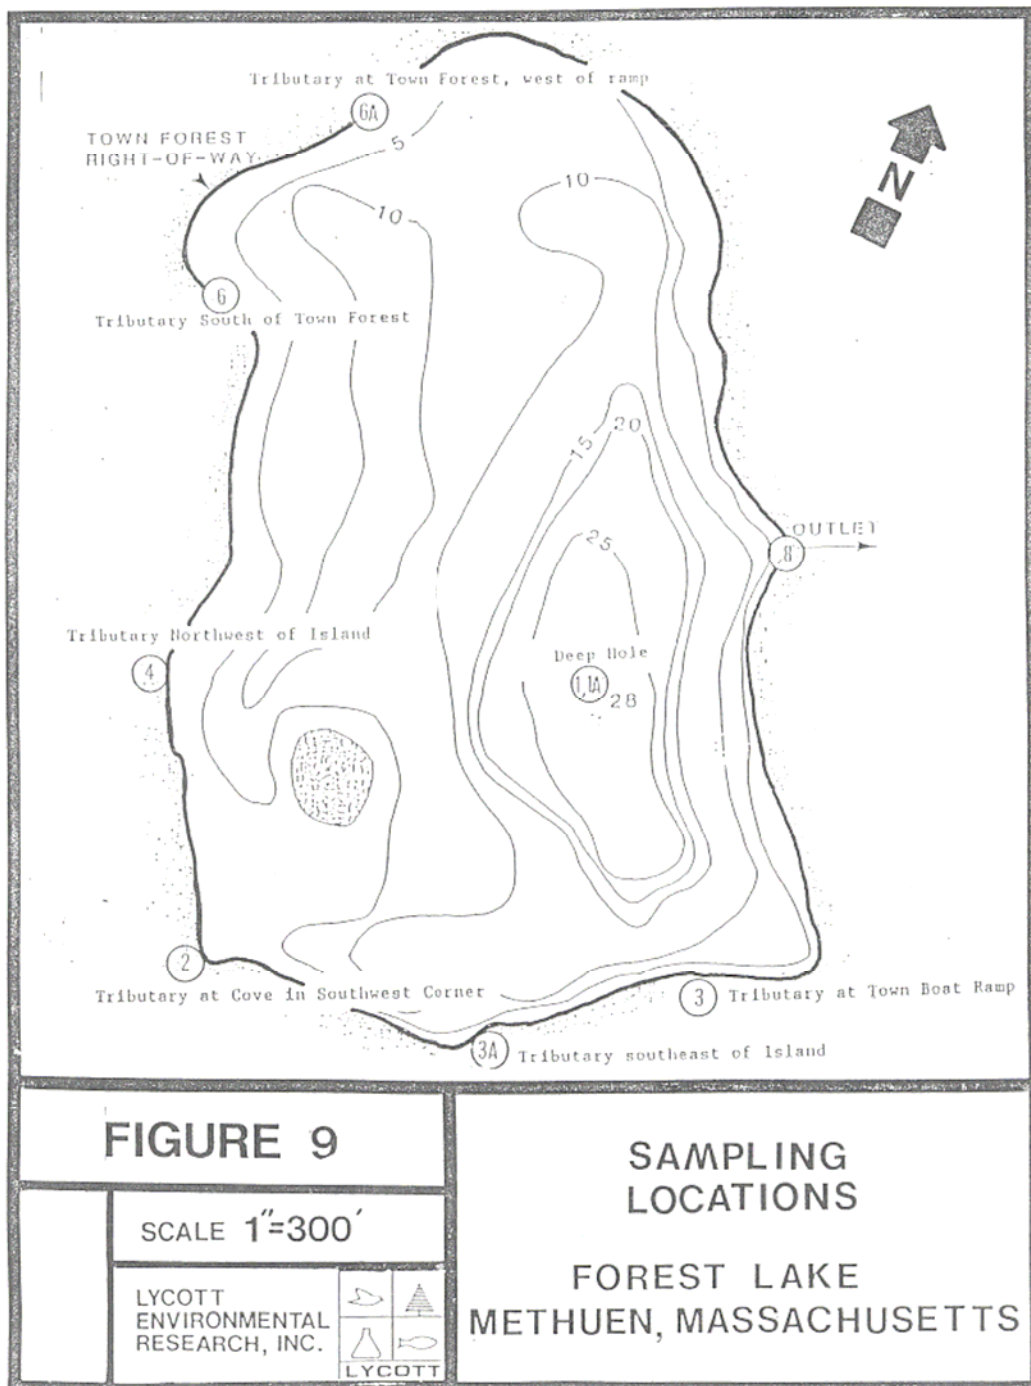 Tributary at Town Forest, west of ramp
6A
TOWN FOREST
RIGHT-OF-WAY
5
10
10
N
6
Tributary South of Town Forest
15
20
25
OUTLET
8
Tributary Northwest of Island
4
Deep Hole
1,1A
28
2
Tributary at Cove in Southwest Corner
3
Tributary at Town Boat Ramp
3A
Tributary southeast of Island
FIGURE 9
SCALE 1"=300'
LYCOTT
ENVIRONMENTAL
RESEARCH, INC.
LYCOTT
SAMPLING
LOCATIONS
FOREST LAKE
METHUEN, MASSACHUSETTS